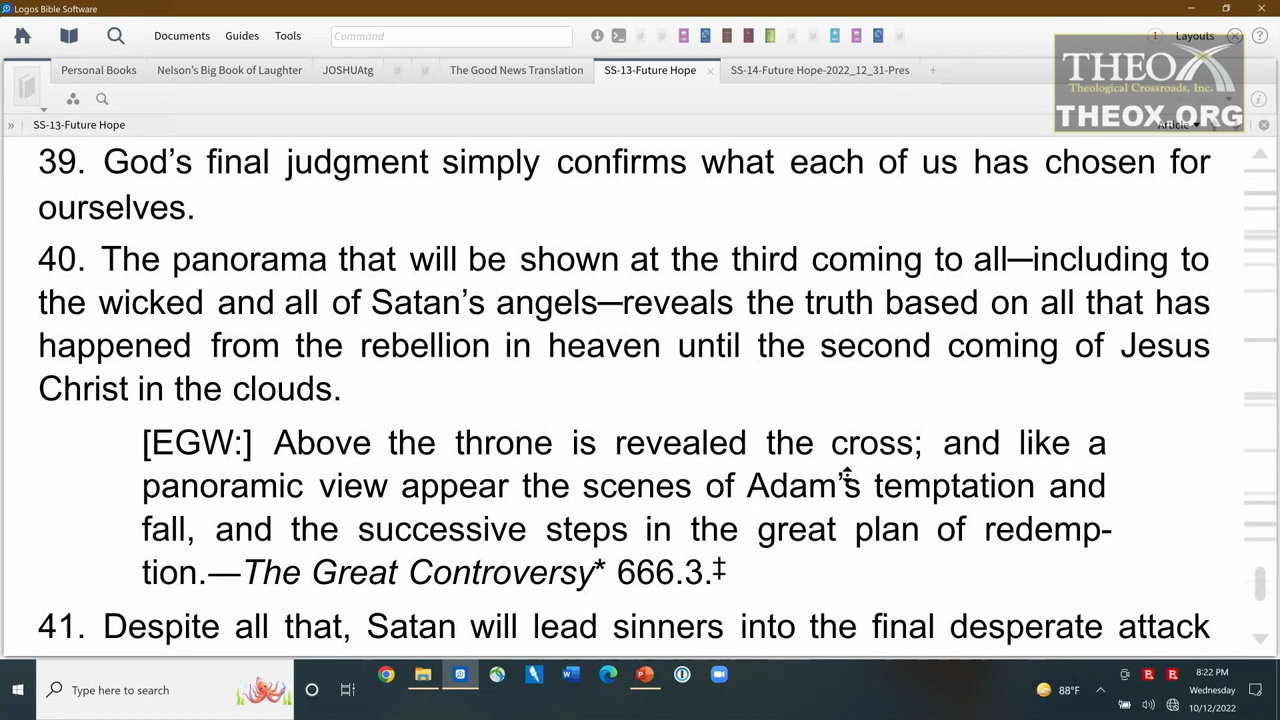 Logos Bible Software
Documents Guides Tools Command Layouts
Personal Books Nelson's Big Book of Laughter JOSHUAtg The Good News Translation SS-13-Future Hope SS-14-Future Hope-2022_12_31-Pres
THEOX
Theological Crossroads, Inc.
THEOX.ORG
SS-13-Future Hope Article
39. God's final judgment simply confirms what each of us has chosen for
ourselves.
40. The panorama that will be shown at the third coming to all—including to
the wicked and all of Satan's angels—reveals the truth based on all that has
happened from the rebellion in heaven until the second coming of Jesus
Christ in the clouds.
[EGW:] Above the throne is revealed the cross; and like a
panoramic view appear the scenes of Adam's temptation and
fall, and the successive steps in the great plan of redemp-
tion.—The Great Controversy* 666.3.‡
41. Despite all that, Satan will lead sinners into the final desperate attack
Type here to search
88°F
8:22 PM
Wednesday
10/12/2022